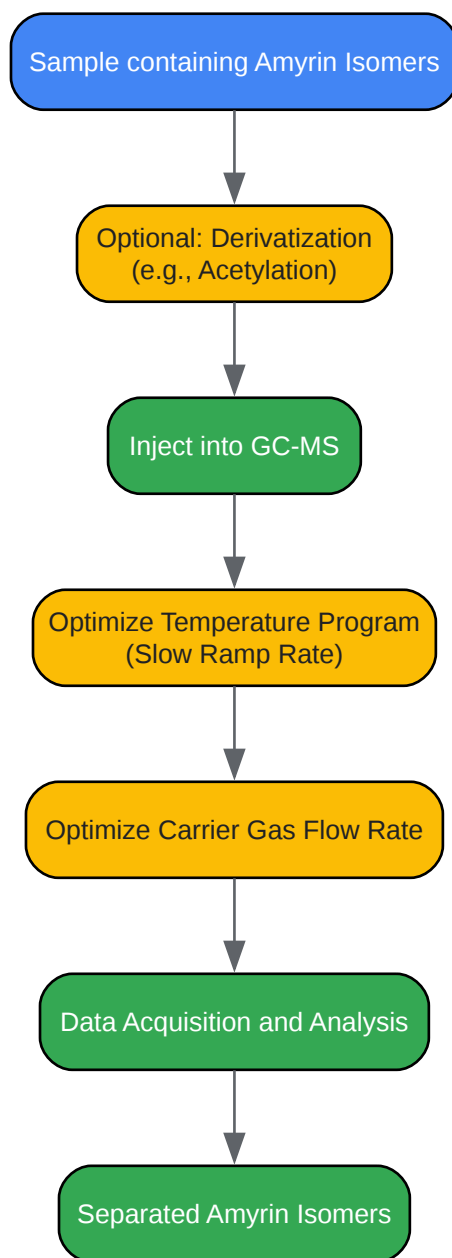 Sample containing Amyrin Isomers
Optional: Derivatization
(e.g., Acetylation)
Inject into GC-MS
Optimize Temperature Program
(Slow Ramp Rate)
Optimize Carrier Gas Flow Rate
Data Acquisition and Analysis
Separated Amyrin Isomers